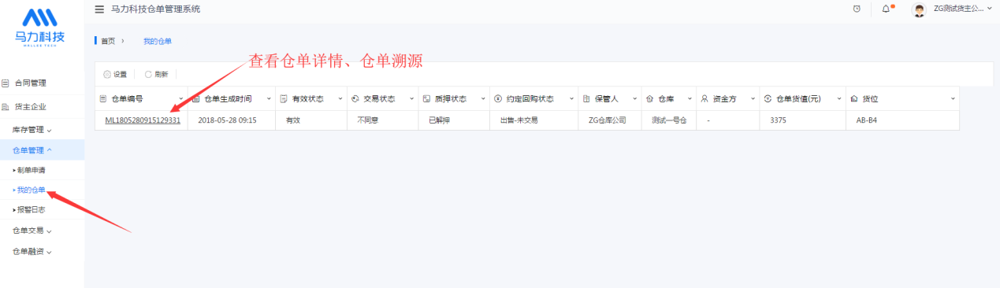 马力科技
MALLEE TECH
马力科技仓单管理系统
ZG测试货主公...
首页 › 我的仓单
查看仓单详情、仓单溯源
设置 刷新
合同管理
货主企业
库存管理
仓单管理
制单申请
我的仓单
报警日志
仓单交易
仓单融资
仓单编号 仓单生成时间 有效状态 交易状态 质押状态 约定回购状态 保管人 仓库 资金方 仓单货值(元) 货位
ML1805280915129331 2018-05-28 09:15 有效 不同意 已解押 出售-未交易 ZG仓库公司 测试一号仓 - 3375 AB-B4